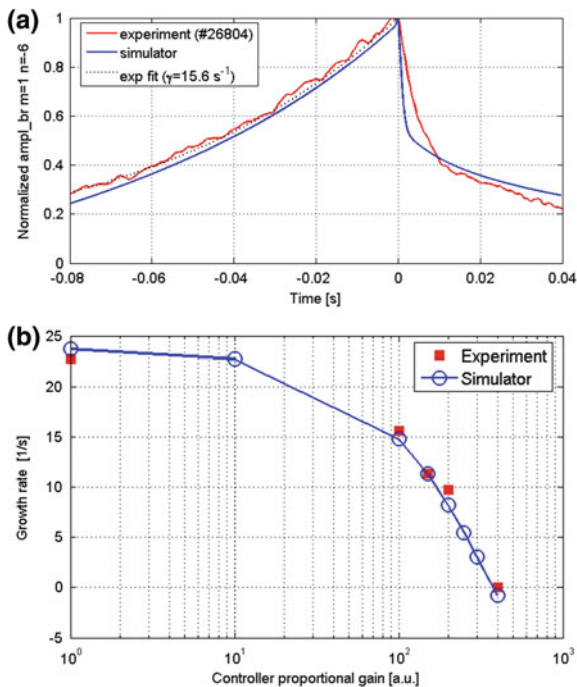 (a)
experiment (#26804)
simulator
exp fit (γ=15.6 s⁻¹)
Normalized ampl_br m=1 n=-6
1
0.8
0.6
0.4
0.2
0
-0.08 -0.06 -0.04 -0.02 0 0.02 0.04
Time [s]
(b)
Experiment
Simulator
Growth rate [1/s]
25
20
15
10
5
0
-5
10⁰ 10¹ 10² 10³
Controller proportional gain [a.u.]